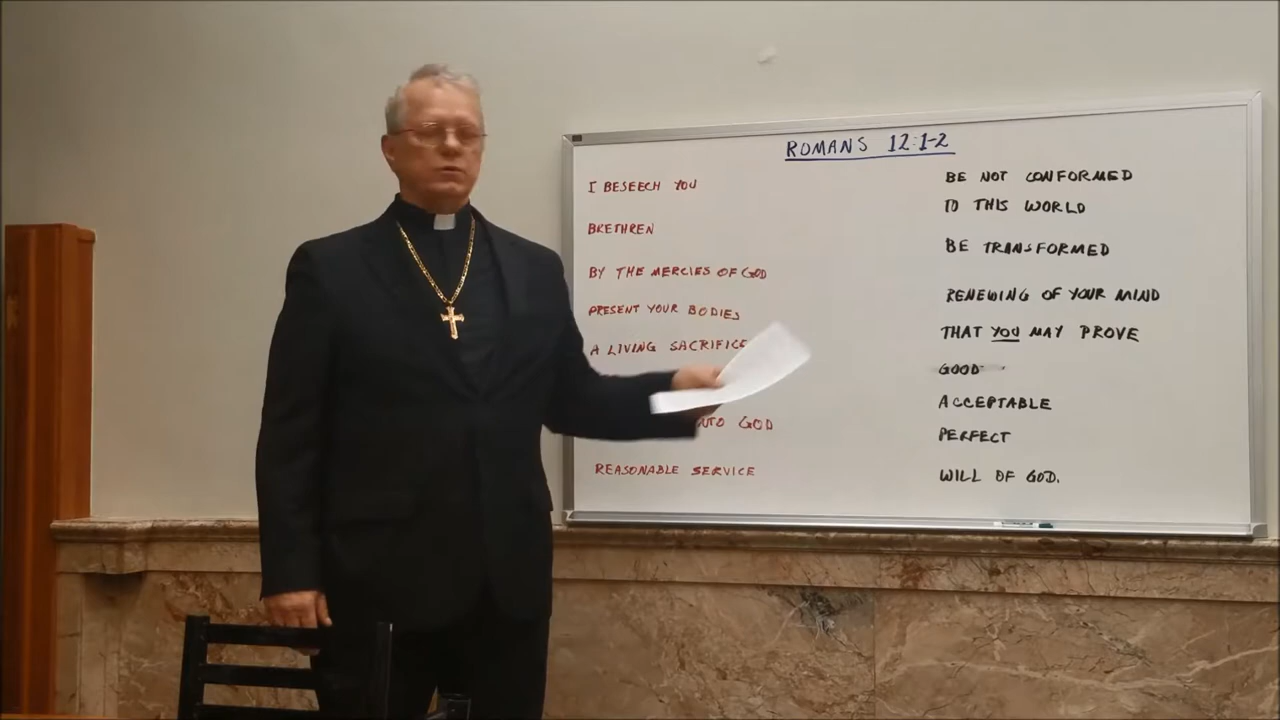 ROMANS 12:1-2
I BESEECH YOU
BRETHREN
BY THE MERCIES OF GOD
PRESENT YOUR BODIES
A LIVING SACRIFICE
GOD
REASONABLE SERVICE
BE NOT CONFORMED
TO THIS WORLD
BE TRANSFORMED
RENEWING OF YOUR MIND
THAT YOU MAY PROVE
GOOD
ACCEPTABLE
PERFECT
WILL OF GOD.